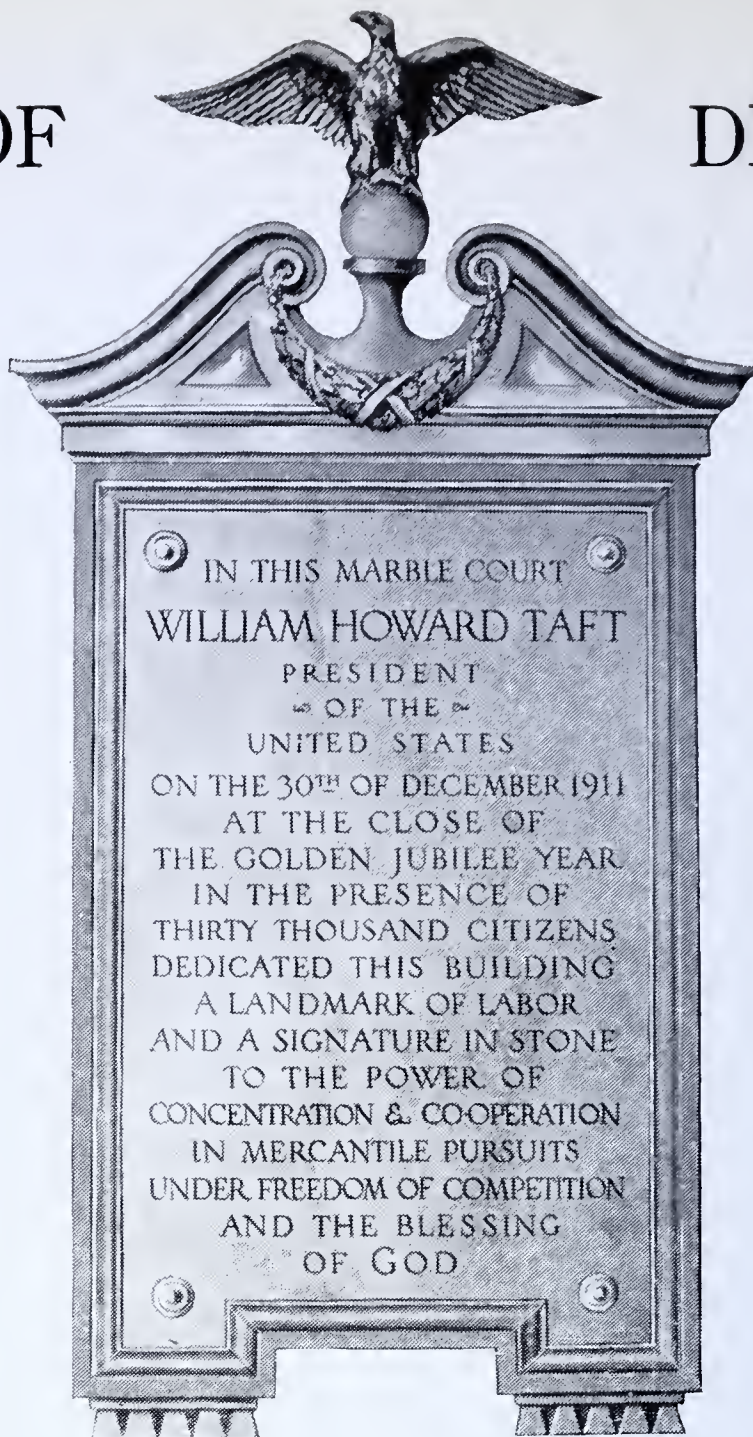 OF
IN THIS MARBLE COURT
WILLIAM HOWARD TAFT
PRESIDENT
OF THE
UNITED STATES
ON THE 30TH OF DECEMBER 1911
AT THE CLOSE OF
THE GOLDEN JUBILEE YEAR
IN THE PRESENCE OF
THIRTY THOUSAND CITIZENS
DEDICATED THIS BUILDING
A LANDMARK OF LABOR
AND A SIGNATURE IN STONE
TO THE POWER OF
CONCENTRATION & CO-OPERATION
IN MERCANTILE PURSUITS
UNDER FREEDOM OF COMPETITION
AND THE BLESSING
OF GOD